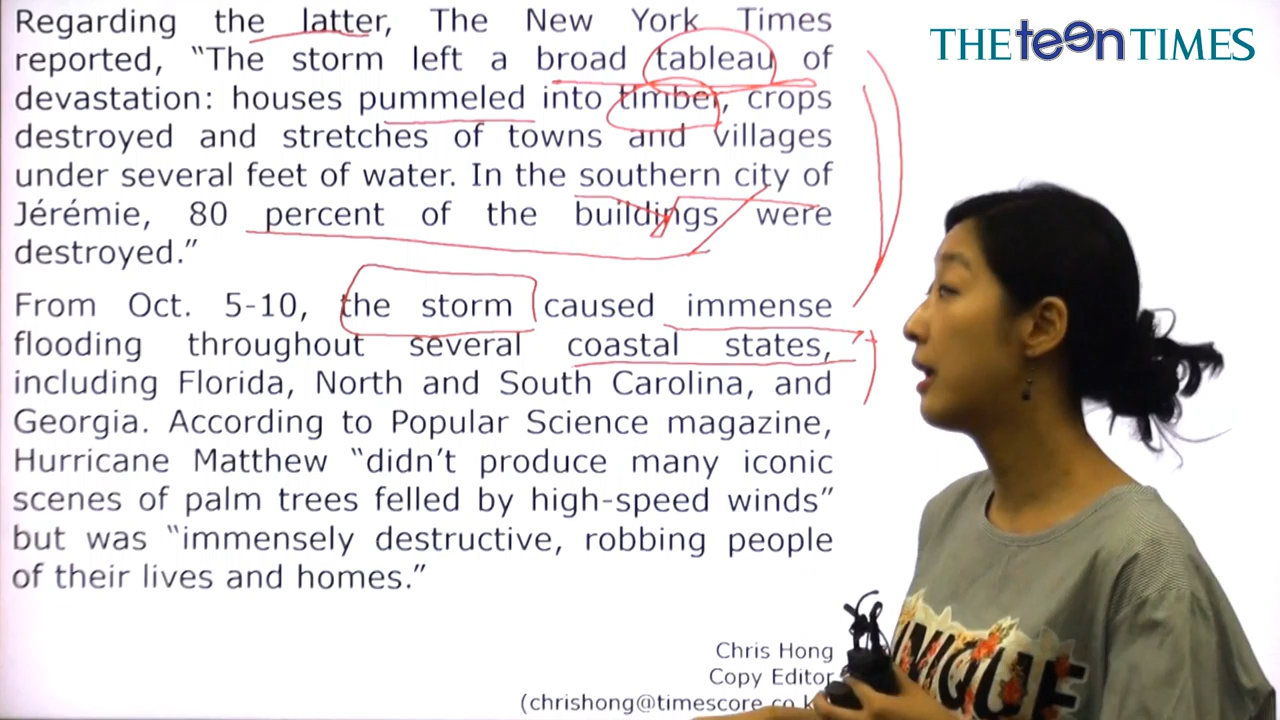 Regarding the latter, The New York Times
reported, “The storm left a broad tableau of
devastation: houses pummeled into timber, crops
destroyed and stretches of towns and villages
under several feet of water. In the southern city of
Jérémie, 80 percent of the buildings were
destroyed.”
From Oct. 5-10, the storm caused immense
flooding throughout several coastal states,
including Florida, North and South Carolina, and
Georgia. According to Popular Science magazine,
Hurricane Matthew “didn’t produce many iconic
scenes of palm trees felled by high-speed winds”
but was “immensely destructive, robbing people
of their lives and homes.”
Chris Hong
Copy Editor
(chrishong@timescore.co.k
THE teen TIMES
UNIQUE